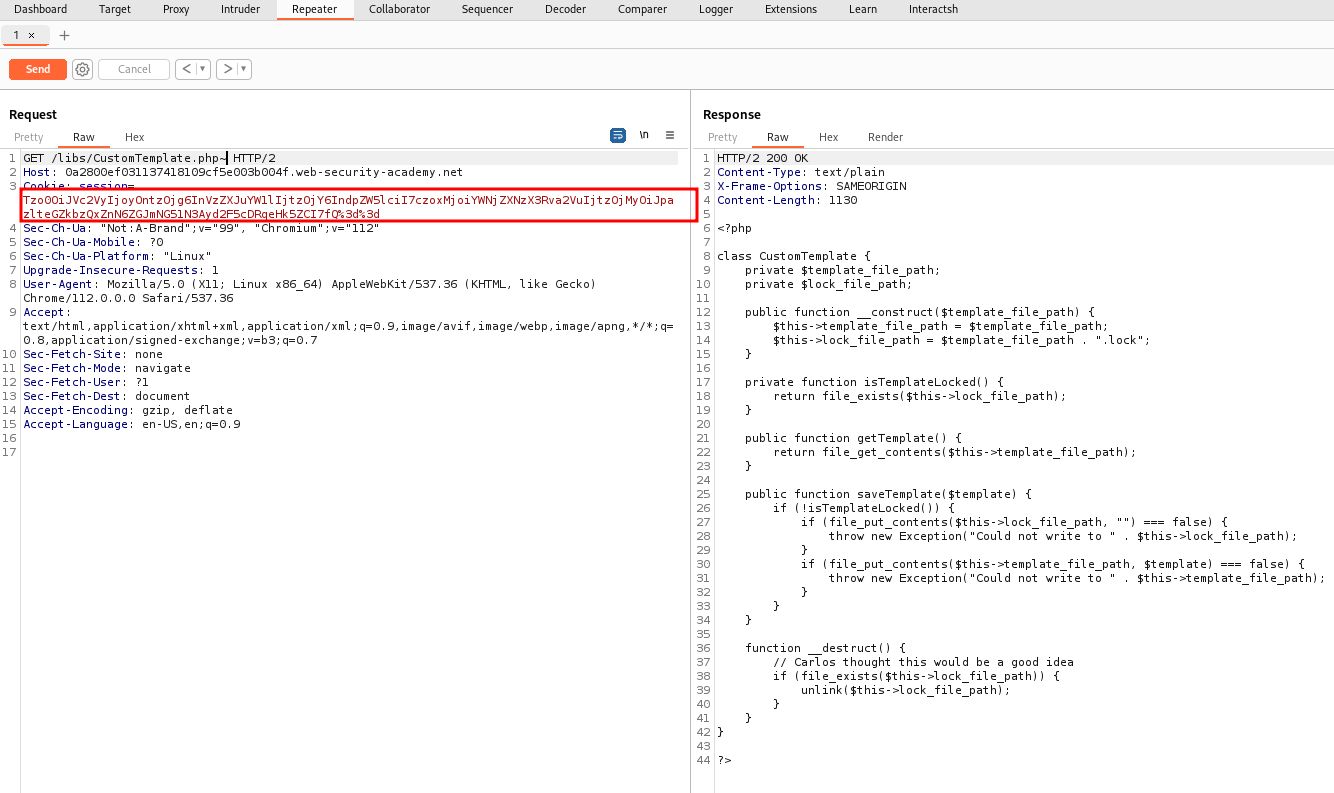 Dashboard Target Proxy Intruder Repeater Collaborator Sequencer Decoder Comparer Logger Extensions Learn Interactsh
1 × +
Send Cancel < ▾ > ▾
Request
Pretty Raw Hex \n ≡
1 GET /libs/CustomTemplate.php~ HTTP/2
2 Host: 0a2800ef031137418109cf5e003b004f.web-security-academy.net
3 Cookie: session=
Tzo0OiJVc2VyIjoyOntzOjg6InVzZXJuYW1lIjtzOjY6IndpZW5lciI7czoxMjoiYWNjZXNzX3Rva2VuIjtzOjMyOiJpa
zlteGZkbzQxZnN6ZGJmNG51N3Ayd2F5cDRqeHk5ZCI7fQ%3d%3d
4 Sec-Ch-Ua: "Not:A-Brand";v="99", "Chromium";v="112"
5 Sec-Ch-Ua-Mobile: ?0
6 Sec-Ch-Ua-Platform: "Linux"
7 Upgrade-Insecure-Requests: 1
8 User-Agent: Mozilla/5.0 (X11; Linux x86_64) AppleWebKit/537.36 (KHTML, like Gecko)
Chrome/112.0.0.0 Safari/537.36
9 Accept:
text/html,application/xhtml+xml,application/xml;q=0.9,image/avif,image/webp,image/apng,*/*;q=
0.8,application/signed-exchange;v=b3;q=0.7
10 Sec-Fetch-Site: none
11 Sec-Fetch-Mode: navigate
12 Sec-Fetch-User: ?1
13 Sec-Fetch-Dest: document
14 Accept-Encoding: gzip, deflate
15 Accept-Language: en-US,en;q=0.9
16
17
Response
Pretty Raw Hex Render
1 HTTP/2 200 OK
2 Content-Type: text/plain
3 X-Frame-Options: SAMEORIGIN
4 Content-Length: 1130
5
6 <?php
7
8 class CustomTemplate {
9 private $template_file_path;
10 private $lock_file_path;
11
12 public function __construct($template_file_path) {
13 $this->template_file_path = $template_file_path;
14 $this->lock_file_path = $template_file_path . ".lock";
15 }
16
17 private function isTemplateLocked() {
18 return file_exists($this->lock_file_path);
19 }
20
21 public function getTemplate() {
22 return file_get_contents($this->template_file_path);
23 }
24
25 public function saveTemplate($template) {
26 if (!isTemplateLocked()) {
27 if (file_put_contents($this->lock_file_path, "") === false) {
28 throw new Exception("Could not write to " . $this->lock_file_path);
29 }
30 if (file_put_contents($this->template_file_path, $template) === false) {
31 throw new Exception("Could not write to " . $this->template_file_path);
32 }
33 }
34 }
35
36 function __destruct() {
37 // Carlos thought this would be a good idea
38 if (file_exists($this->lock_file_path)) {
39 unlink($this->lock_file_path);
40 }
41 }
42 }
43
44 ?>